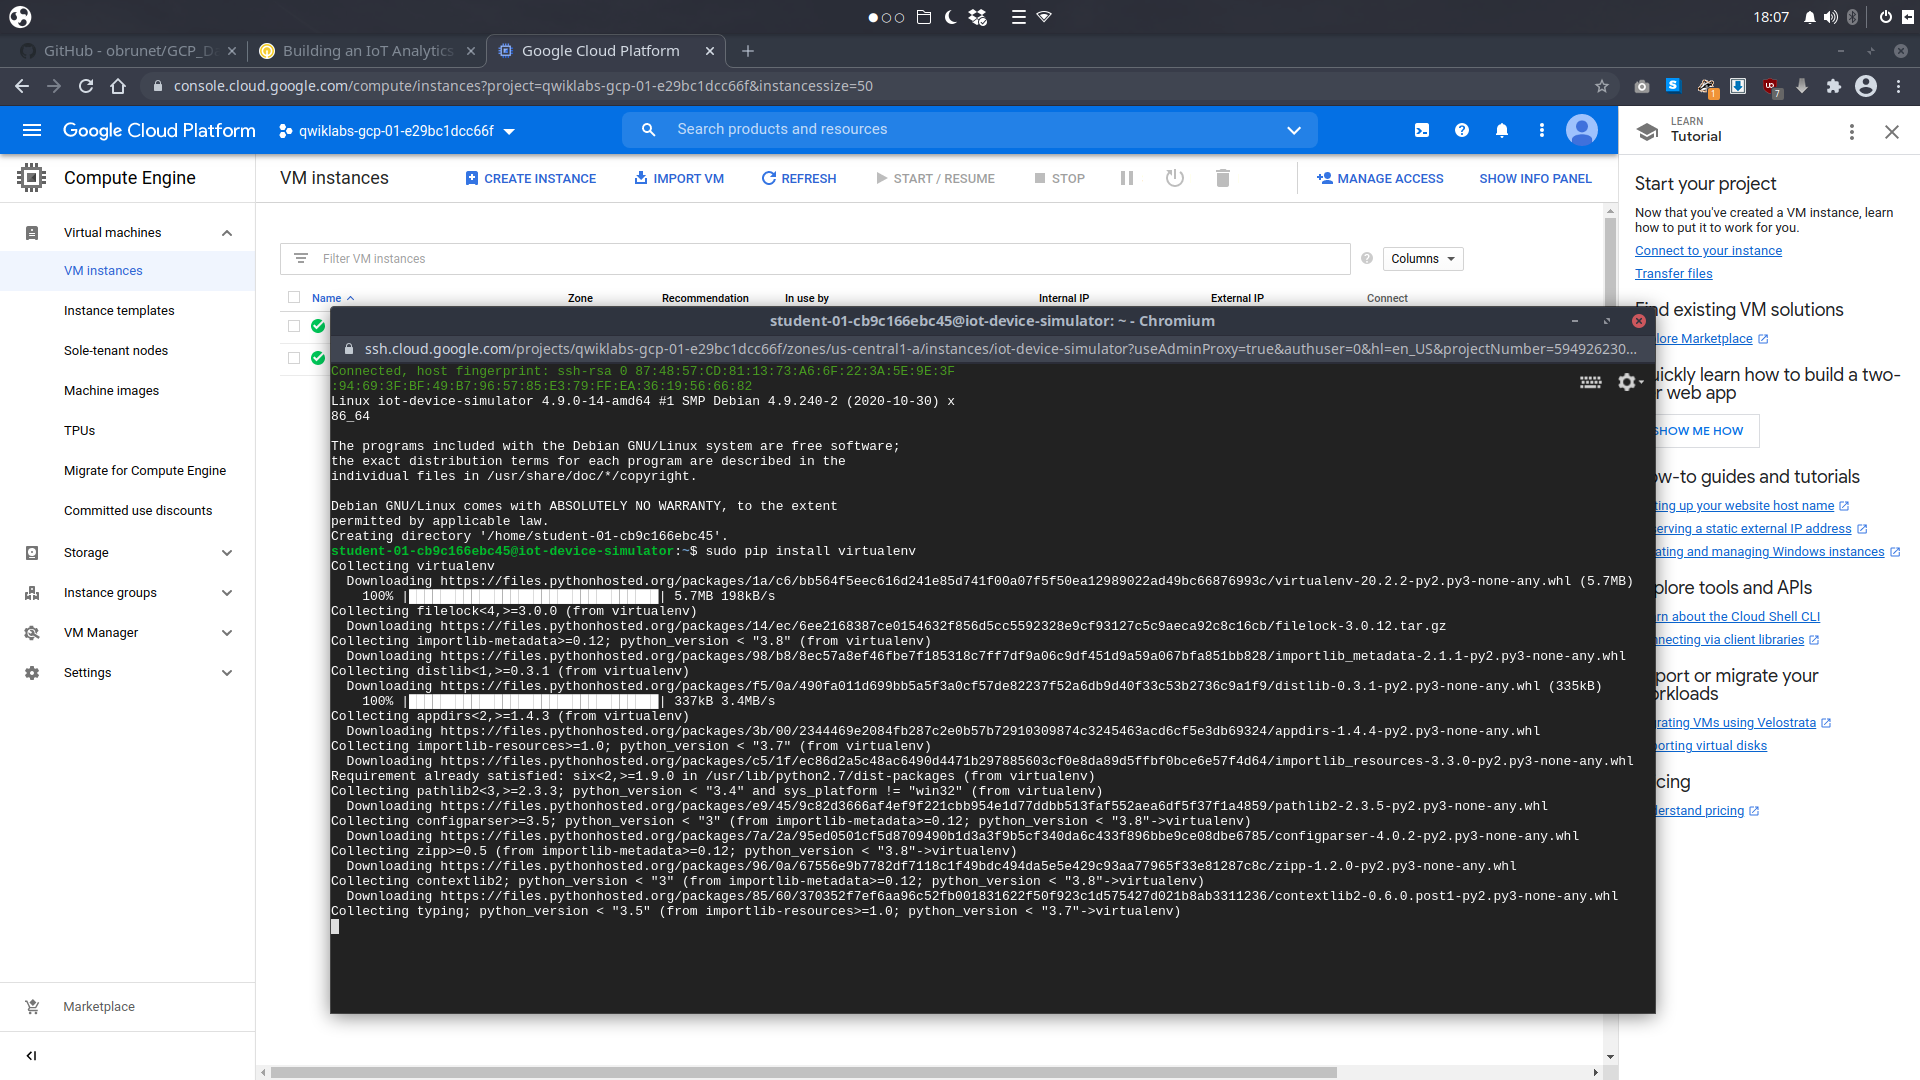 18:07
GitHub - obrunet/GCP_Da
Building an IoT Analytics
Google Cloud Platform
console.cloud.google.com/compute/instances?project=qwiklabs-gcp-01-e29bc1dcc66f&instancessize=50
1
7
Google Cloud Platform
qwiklabs-gcp-01-e29bc1dcc66f
Search products and resources
LEARN
Tutorial
Compute Engine
VM instances
CREATE INSTANCE
IMPORT VM
REFRESH
START / RESUME
STOP
MANAGE ACCESS
SHOW INFO PANEL
Virtual machines
VM instances
Instance templates
Sole-tenant nodes
Machine images
TPUs
Migrate for Compute Engine
Committed use discounts
Storage
Instance groups
VM Manager
Settings
Marketplace
Filter VM instances
Columns
Name
Zone
Recommendation
In use by
Internal IP
External IP
Connect
student-01-cb9c166ebc45@iot-device-simulator: ~ - Chromium
ssh.cloud.google.com/projects/qwiklabs-gcp-01-e29bc1dcc66f/zones/us-central1-a/instances/iot-device-simulator?useAdminProxy=true&authuser=0&hl=en_US&projectNumber=594926230...
Connected, host fingerprint: ssh-rsa 0 87:48:57:CD:81:13:73:A6:6F:22:3A:5E:9E:3F
:94:69:3F:BF:49:B7:96:57:85:E3:79:FF:EA:36:19:56:66:82
Linux iot-device-simulator 4.9.0-14-amd64 #1 SMP Debian 4.9.240-2 (2020-10-30) x
86_64
The programs included with the Debian GNU/Linux system are free software;
the exact distribution terms for each program are described in the
individual files in /usr/share/doc/*/copyright.
Debian GNU/Linux comes with ABSOLUTELY NO WARRANTY, to the extent
permitted by applicable law.
Creating directory '/home/student-01-cb9c166ebc45'.
student-01-cb9c166ebc45@iot-device-simulator:~$ sudo pip install virtualenv
Collecting virtualenv
Downloading https://files.pythonhosted.org/packages/1a/c6/bb564f5eec616d241e85d741f00a07f5f50ea12989022ad49bc66876993c/virtualenv-20.2.2-py2.py3-none-any.whl (5.7MB)
100% |████████████████████████████████| 5.7MB 198kB/s
Collecting filelock<4,>=3.0.0 (from virtualenv)
Downloading https://files.pythonhosted.org/packages/14/ec/6ee2168387ce0154632f856d5cc5592328e9cf93127c5c9aeca92c8c16cb/filelock-3.0.12.tar.gz
Collecting importlib-metadata>=0.12; python_version < "3.8" (from virtualenv)
Downloading https://files.pythonhosted.org/packages/98/b8/8ec57a8ef46fbe7f185318c7ff7df9a06c9df451d9a59a067bfa851bb828/importlib_metadata-2.1.1-py2.py3-none-any.whl
Collecting distlib<1,>=0.3.1 (from virtualenv)
Downloading https://files.pythonhosted.org/packages/f5/0a/490fa011d699bb5a5f3a0cf57de82237f52a6db9d40f33c53b2736c9a1f9/distlib-0.3.1-py2.py3-none-any.whl (335kB)
100% |████████████████████████████████| 337kB 3.4MB/s
Collecting appdirs<2,>=1.4.3 (from virtualenv)
Downloading https://files.pythonhosted.org/packages/3b/00/2344469e2084fb287c2e0b57b72910309874c3245463acd6cf5e3db69324/appdirs-1.4.4-py2.py3-none-any.whl
Collecting importlib-resources>=1.0; python_version < "3.7" (from virtualenv)
Downloading https://files.pythonhosted.org/packages/c5/1f/ec86d2a5c48ac6490d4471b297885603cf0e8da89d5ffbf0bce6e57f4d64/importlib_resources-3.3.0-py2.py3-none-any.whl
Requirement already satisfied: six<2,>=1.9.0 in /usr/lib/python2.7/dist-packages (from virtualenv)
Collecting pathlib2<3,>=2.3.3; python_version < "3.4" and sys_platform != "win32" (from virtualenv)
Downloading https://files.pythonhosted.org/packages/e9/45/9c82d3666af4ef9f221cbb954e1d77ddbb513faf552aea6df5f37f1a4859/pathlib2-2.3.5-py2.py3-none-any.whl
Collecting configparser>=3.5; python_version < "3" (from importlib-metadata>=0.12; python_version < "3.8"->virtualenv)
Downloading https://files.pythonhosted.org/packages/7a/2a/95ed0501cf5d8709490b1d3a3f9b5cf340da6c433f896bbe9ce08dbe6785/configparser-4.0.2-py2.py3-none-any.whl
Collecting zipp>=0.5 (from importlib-metadata>=0.12; python_version < "3.8"->virtualenv)
Downloading https://files.pythonhosted.org/packages/96/0a/67556e9b7782df7118c1f49bdc494da5e5e429c93aa77965f33e81287c8c/zipp-1.2.0-py2.py3-none-any.whl
Collecting contextlib2; python_version < "3" (from importlib-metadata>=0.12; python_version < "3.8"->virtualenv)
Downloading https://files.pythonhosted.org/packages/85/60/370352f7ef6aa96c52fb001831622f50f923c1d575427d021b8ab3311236/contextlib2-0.6.0.post1-py2.py3-none-any.whl
Collecting typing; python_version < "3.5" (from importlib-resources>=1.0; python_version < "3.7"->virtualenv)
Start your project
Now that you've created a VM instance, learn
how to put it to work for you.
Connect to your instance
Transfer files
nd existing VM solutions
lore Marketplace
uickly learn how to build a two-
r web app
SHOW ME HOW
ow-to guides and tutorials
ting up your website host name
erving a static external IP address
ating and managing Windows instances
plore tools and APIs
rn about the Cloud Shell CLI
nnecting via client libraries
port or migrate your
orkloads
grating VMs using Velostrata
porting virtual disks
icing
lerstand pricing